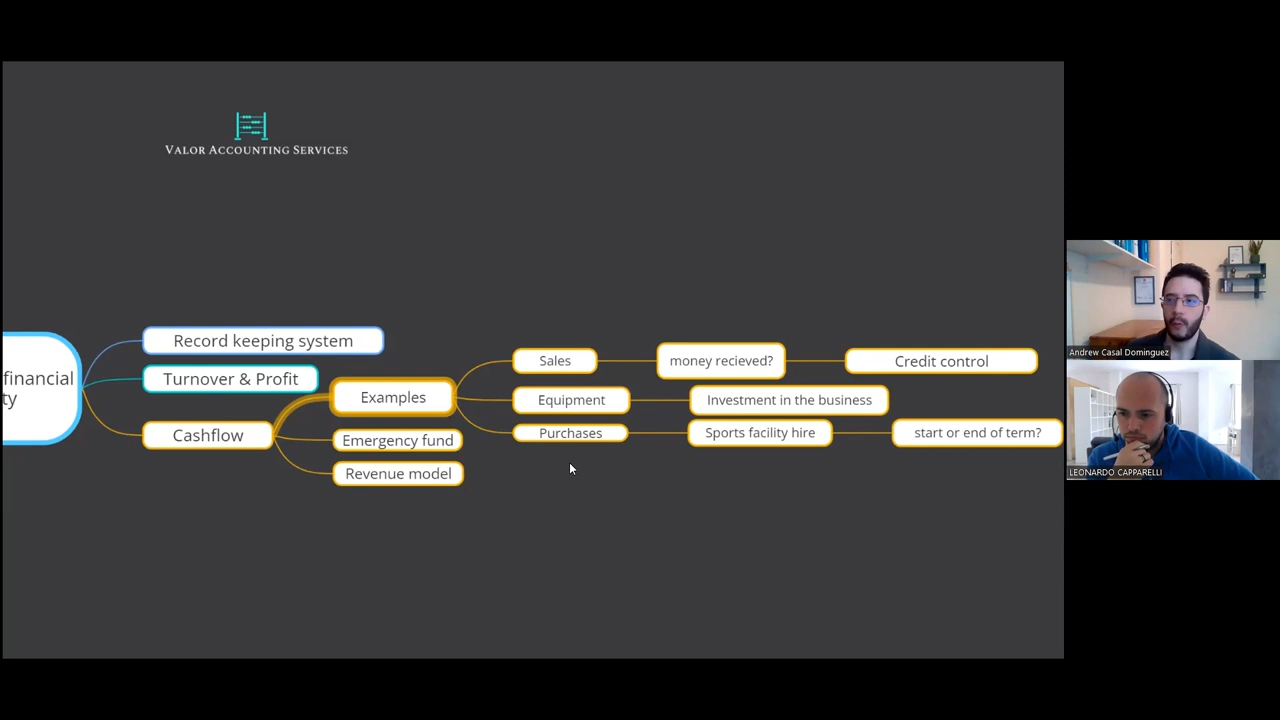 VALOR ACCOUNTING SERVICES
financial
ty
Record keeping system
Turnover & Profit
Cashflow
Examples
Emergency fund
Revenue model
Sales
money recieved?
Credit control
Equipment
Investment in the business
Purchases
Sports facility hire
start or end of term?
Andrew Casal Dominguez
LEONARDO CAPPARELLI